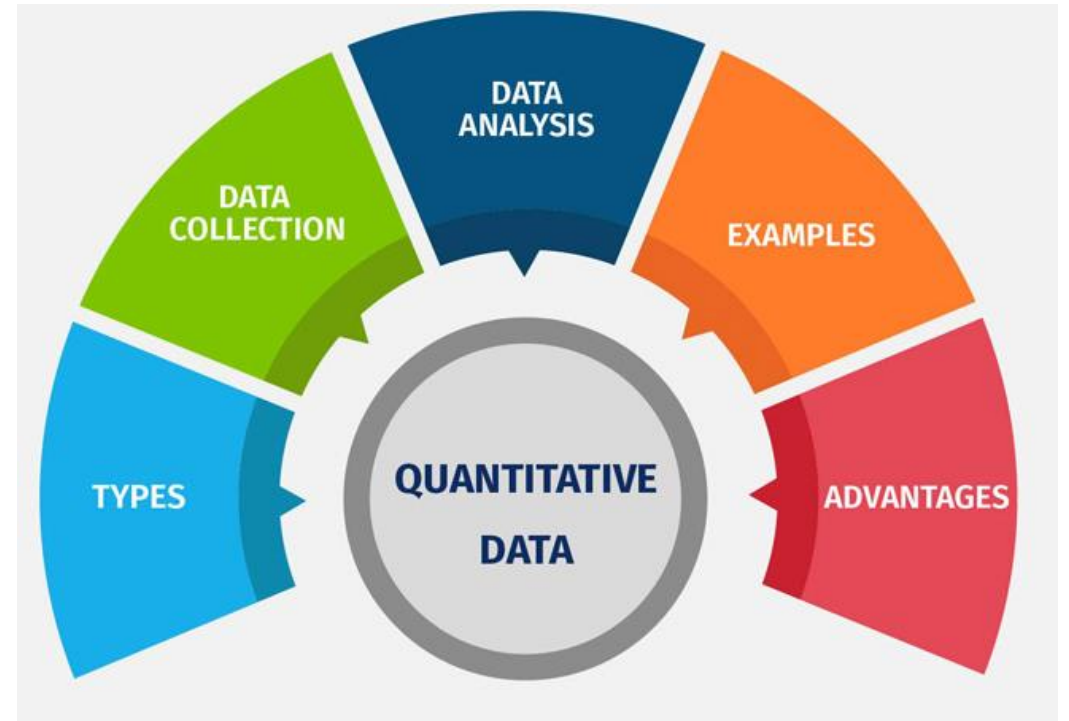 DATA
ANALYSIS
DATA
COLLECTION
EXAMPLES
TYPES
QUANTITATIVE
DATA
ADVANTAGES